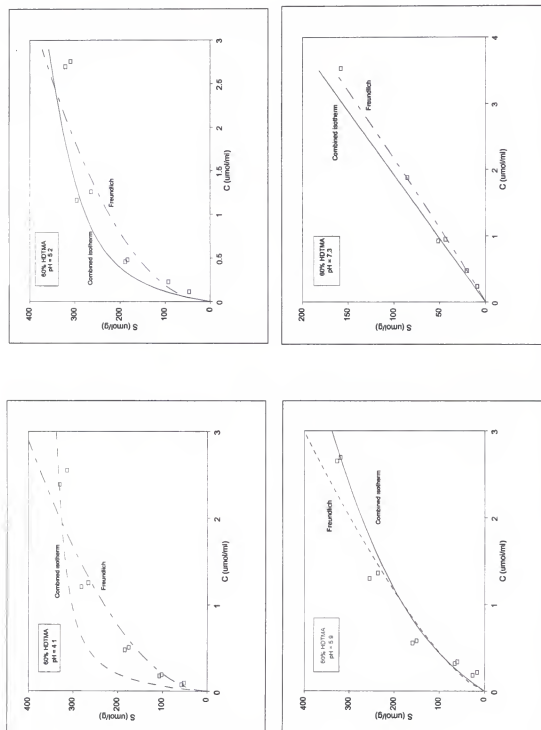 60% HDTMA
pH = 4.1
S (umol/g)
400
300
200
100
0
Combined isotherm
Freundlich
0
1
2
3
C (umol/ml)
60% HDTMA
pH = 5.2
S (umol/g)
400
300
200
100
0
Combined isotherm
Freundlich
0
0.5
1
1.5
2
2.5
3
C (umol/ml)
60% HDTMA
pH = 5.9
S (umol/g)
400
300
200
100
0
Freundlich
Combined isotherm
0
1
2
3
C (umol/ml)
60% HDTMA
pH = 7.3
S (umol/g)
200
150
100
50
0
Combined isotherm
Freundlich
0
1
2
3
4
C (umol/ml)